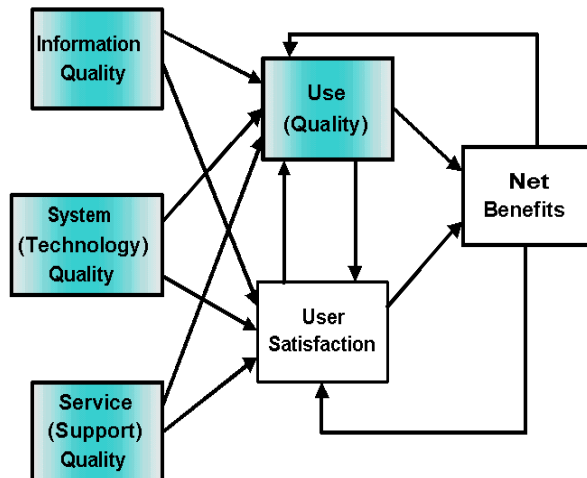 Information
Quality
Use
(Quality)
Net
Benefits
System
(Technology)
Quality
User
Satisfaction
Service
(Support)
Quality